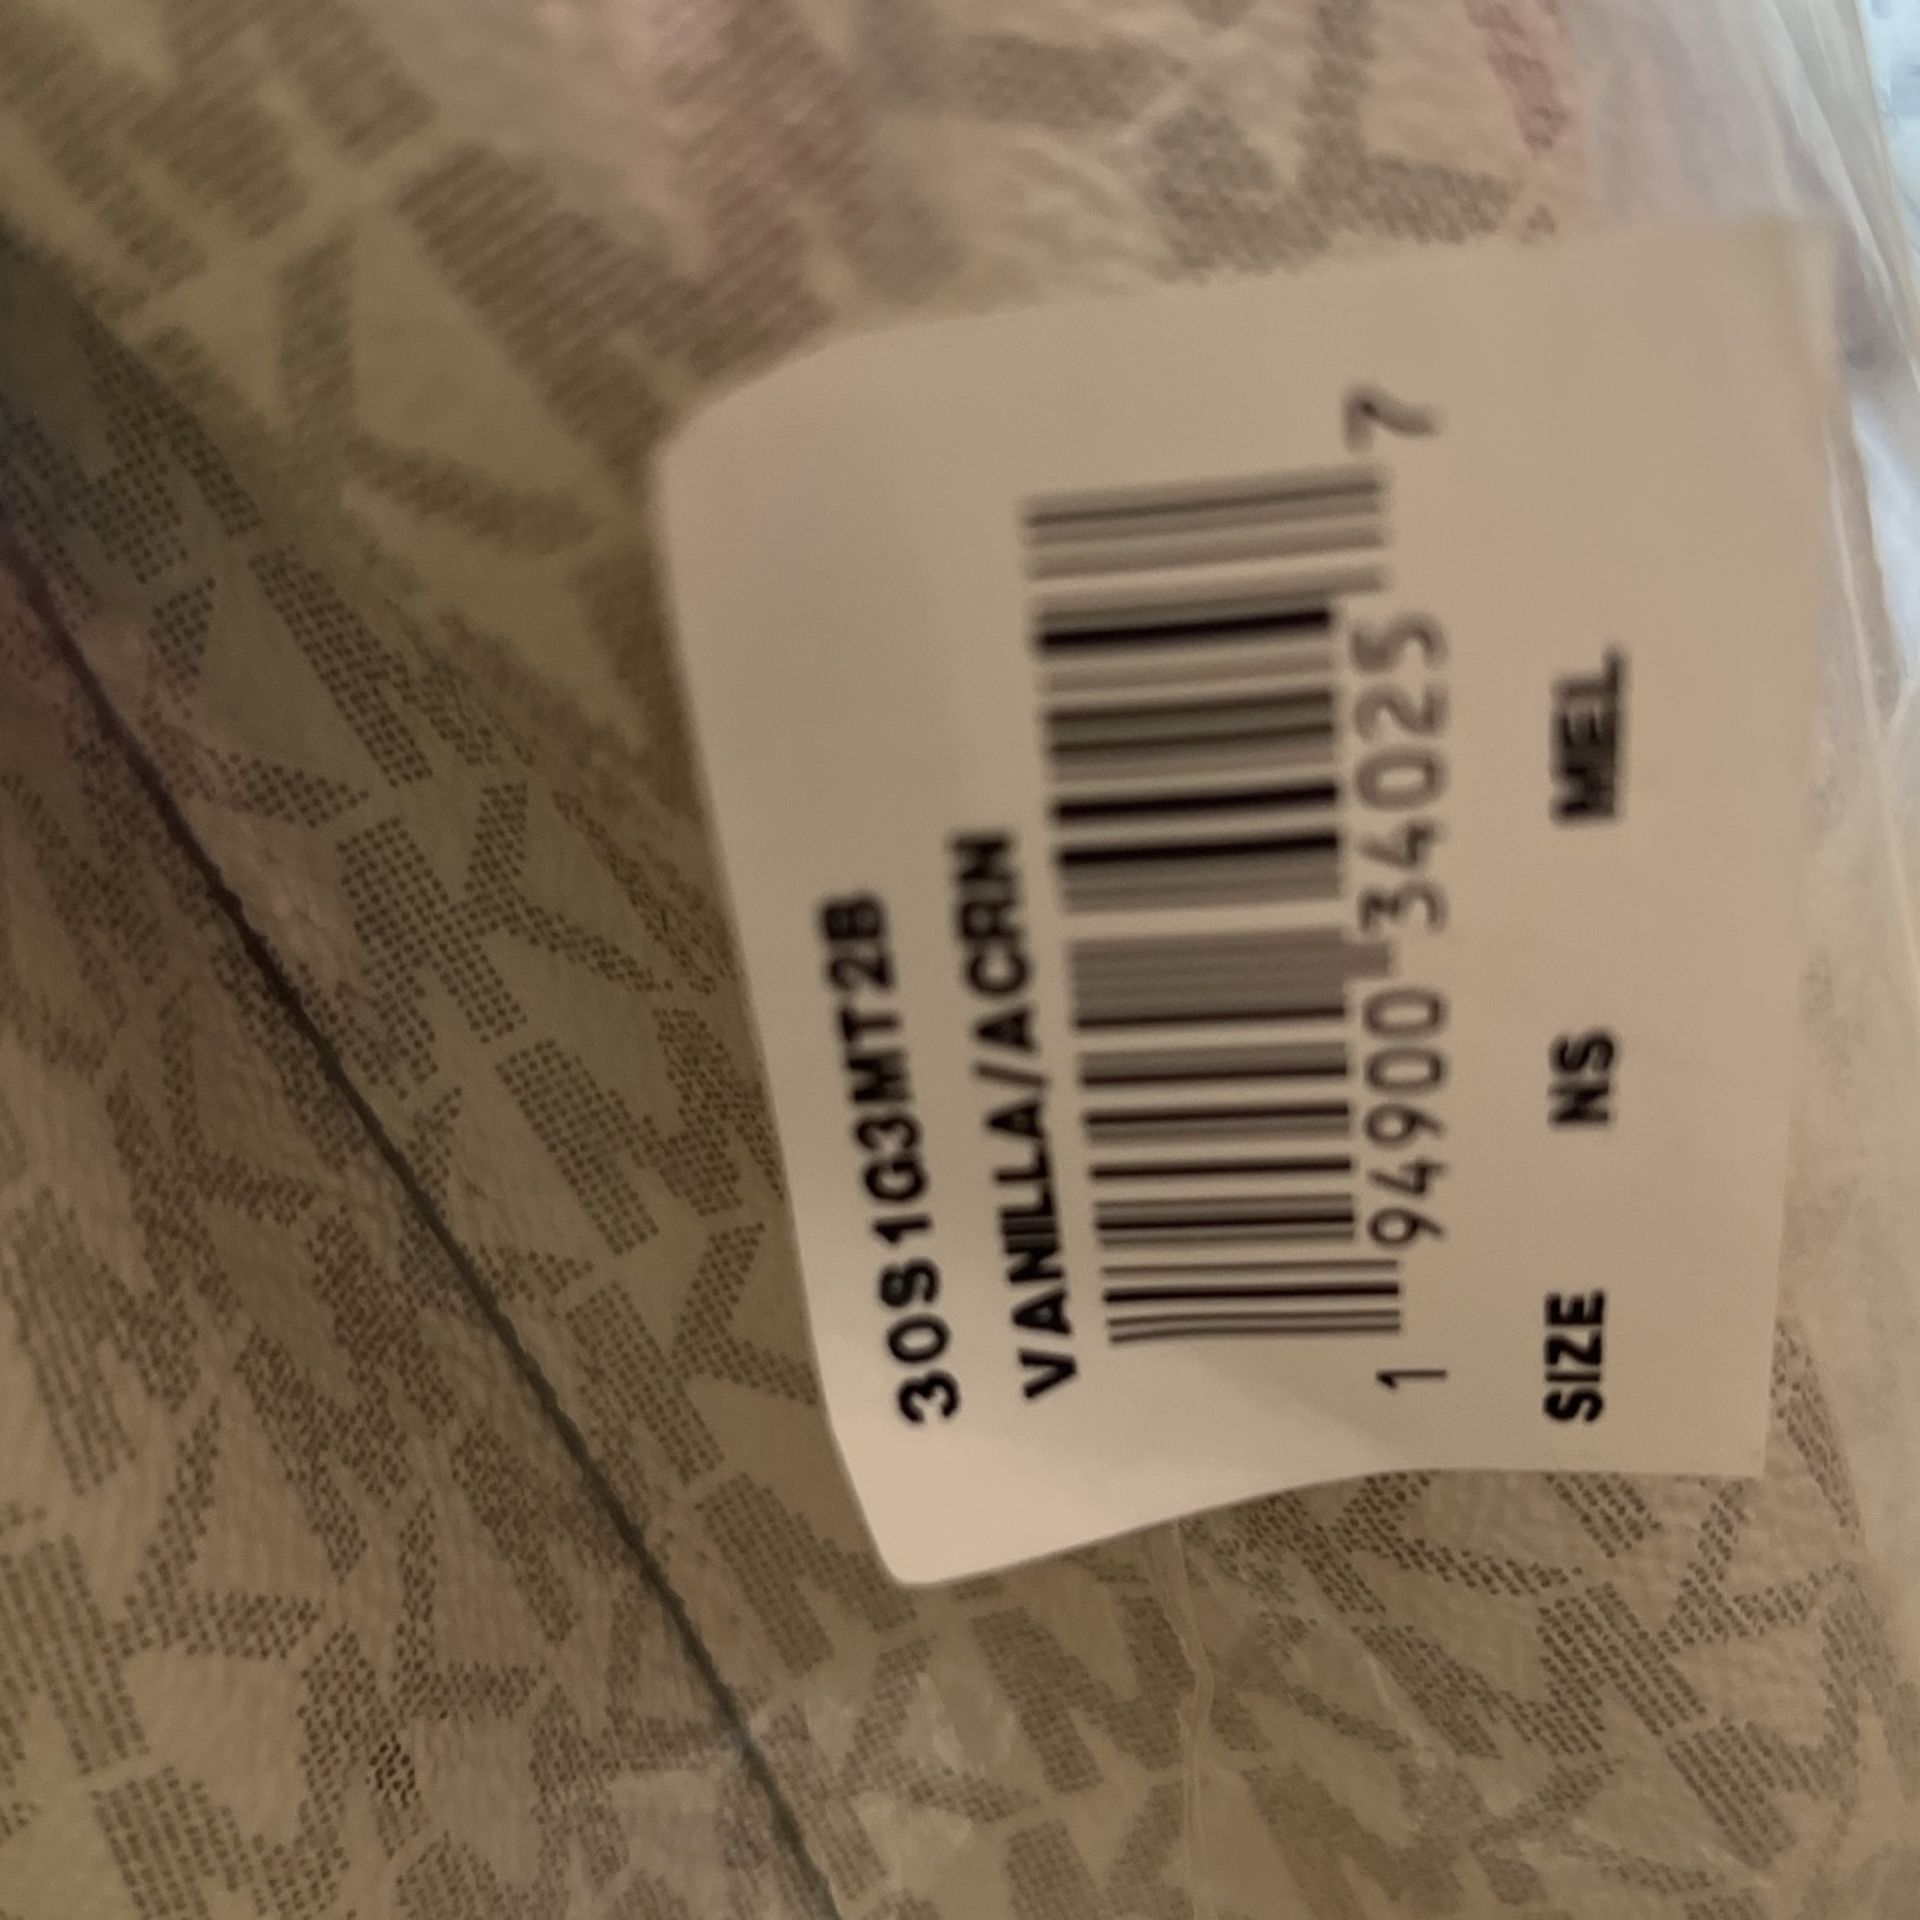 30S1G3MT2B
VANILLA/ACRN
1 94900 34025 7
SIZE NS MEL